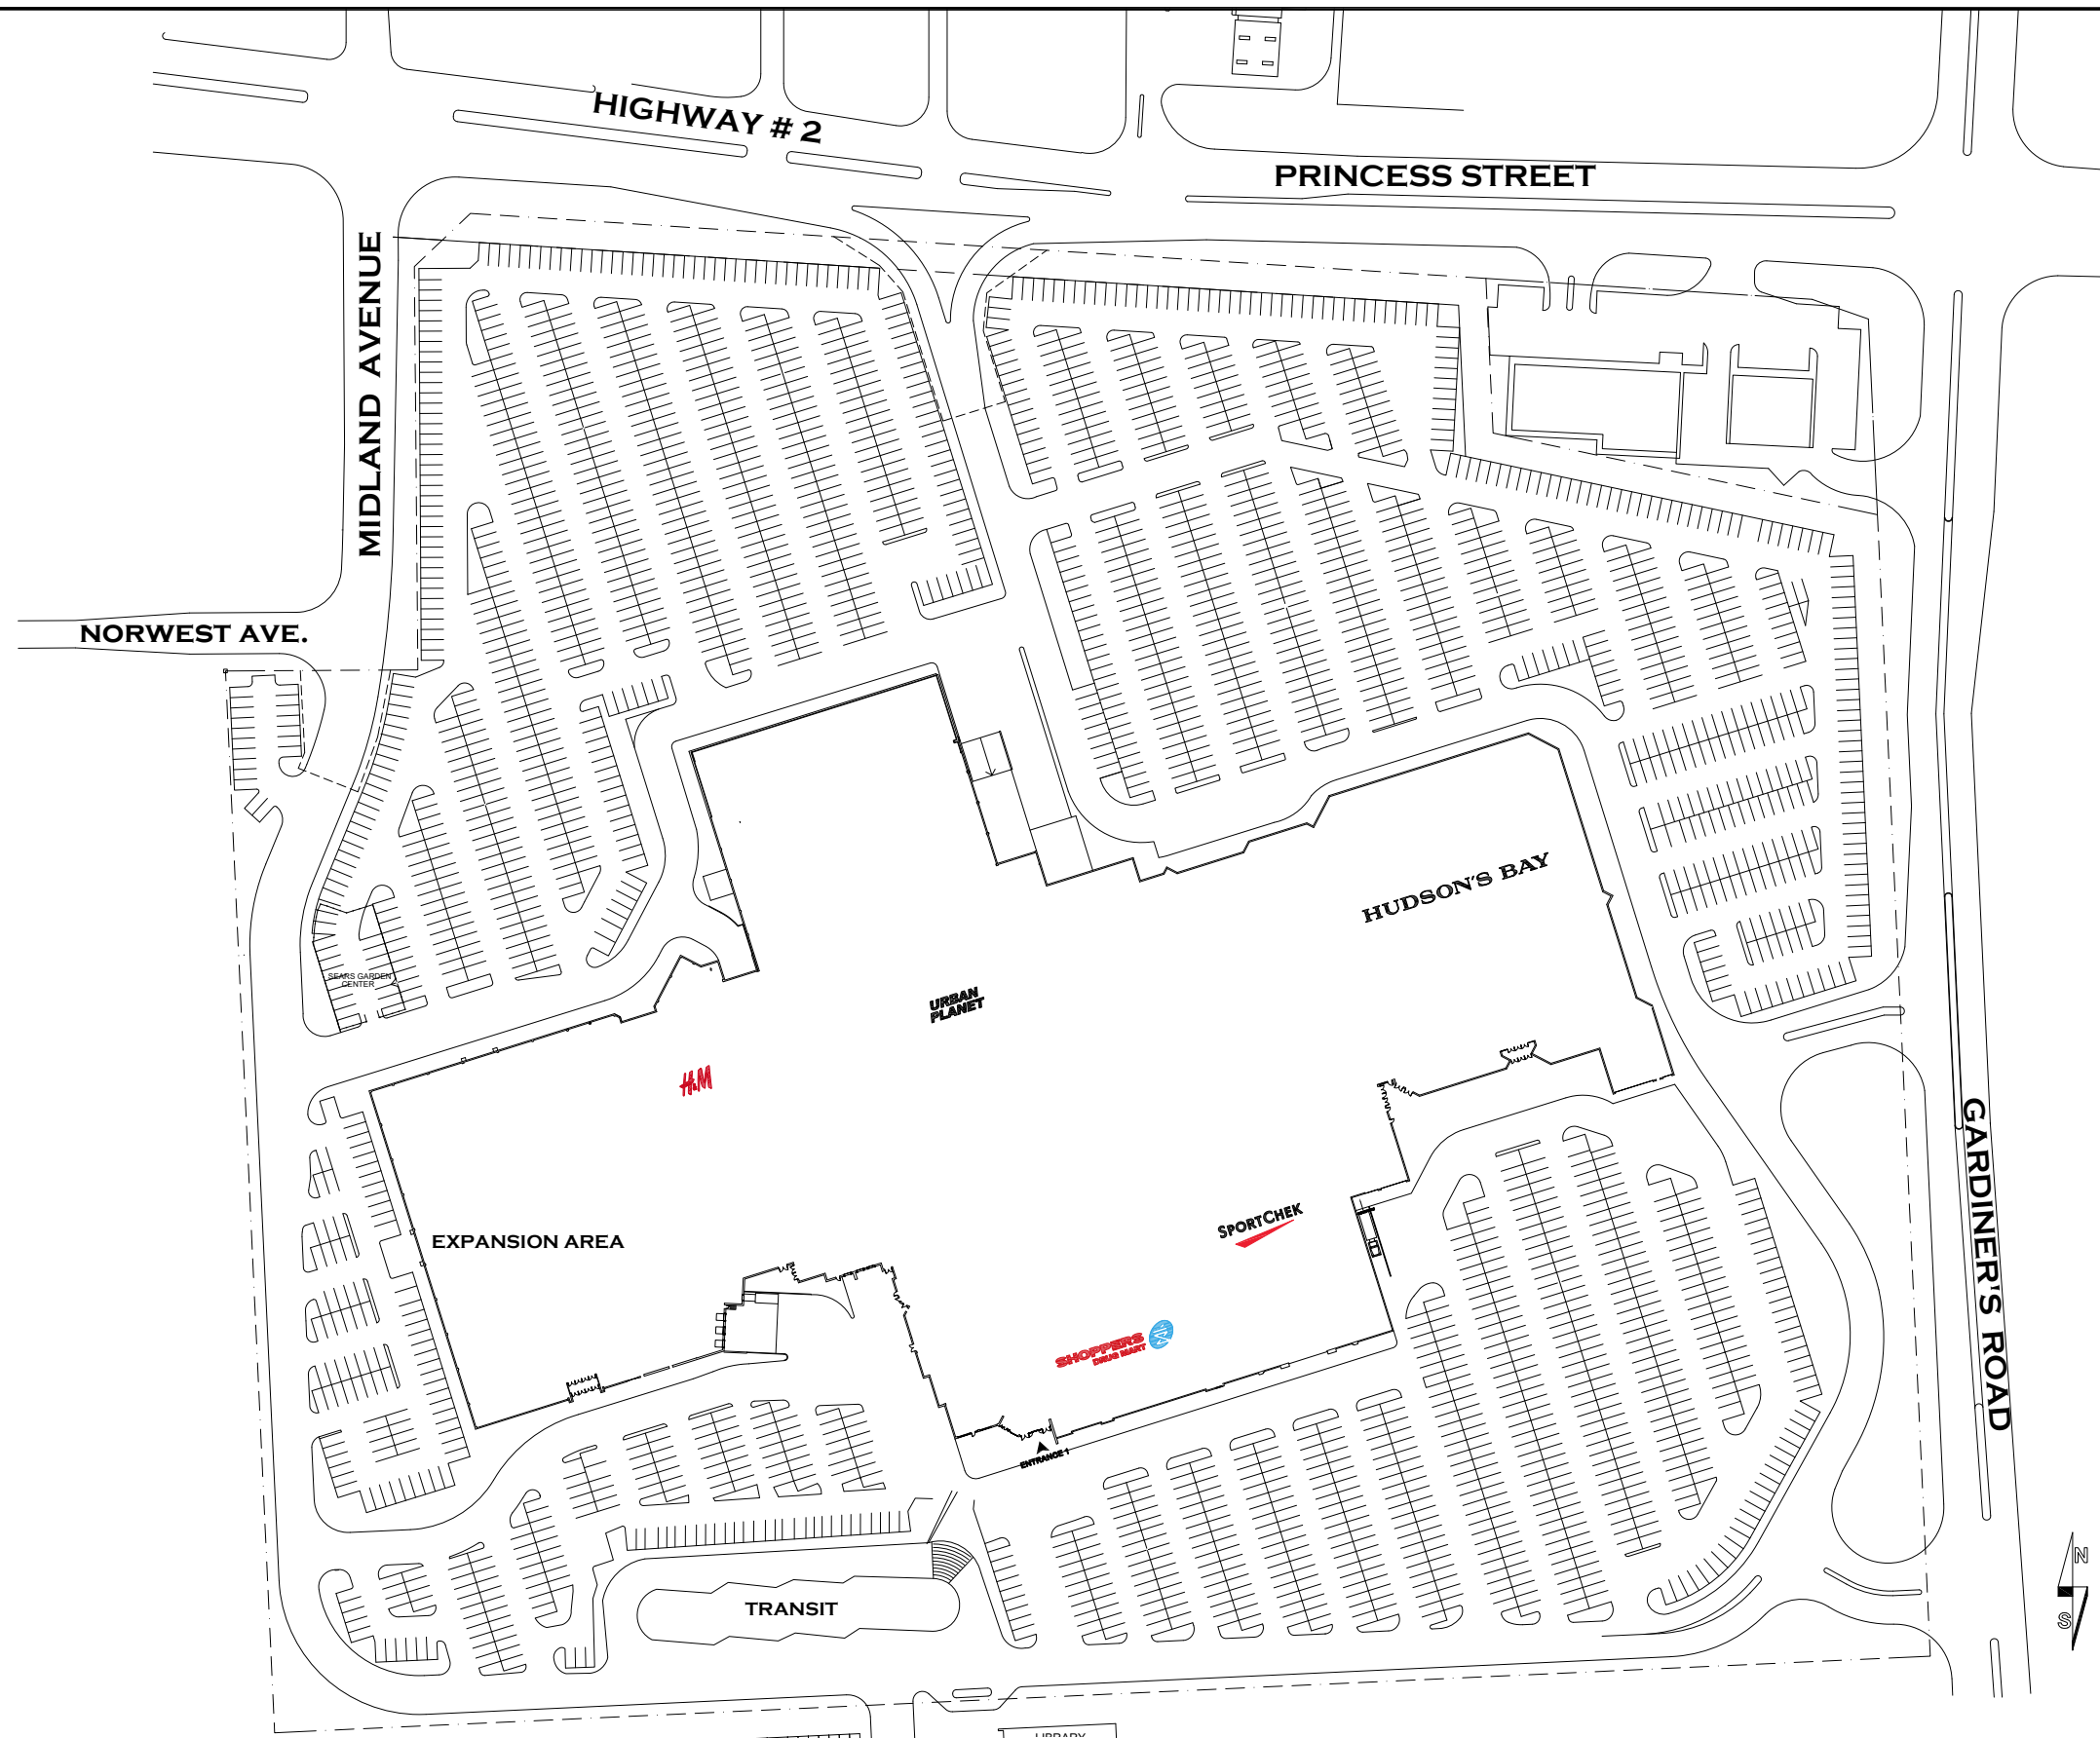 HIGHWAY # 2
PRINCESS STREET
MIDLAND AVENUE
NORWEST AVE.
HUDSON'S BAY
SEARS GARDEN
CENTER
URBAN
PLANET
H&M
GARDINER'S ROAD
SPORTCHEK
EXPANSION AREA
SHOPPERS
DRUG MART
ENTRANCE 1
N
S
TRANSIT
LIBRARY